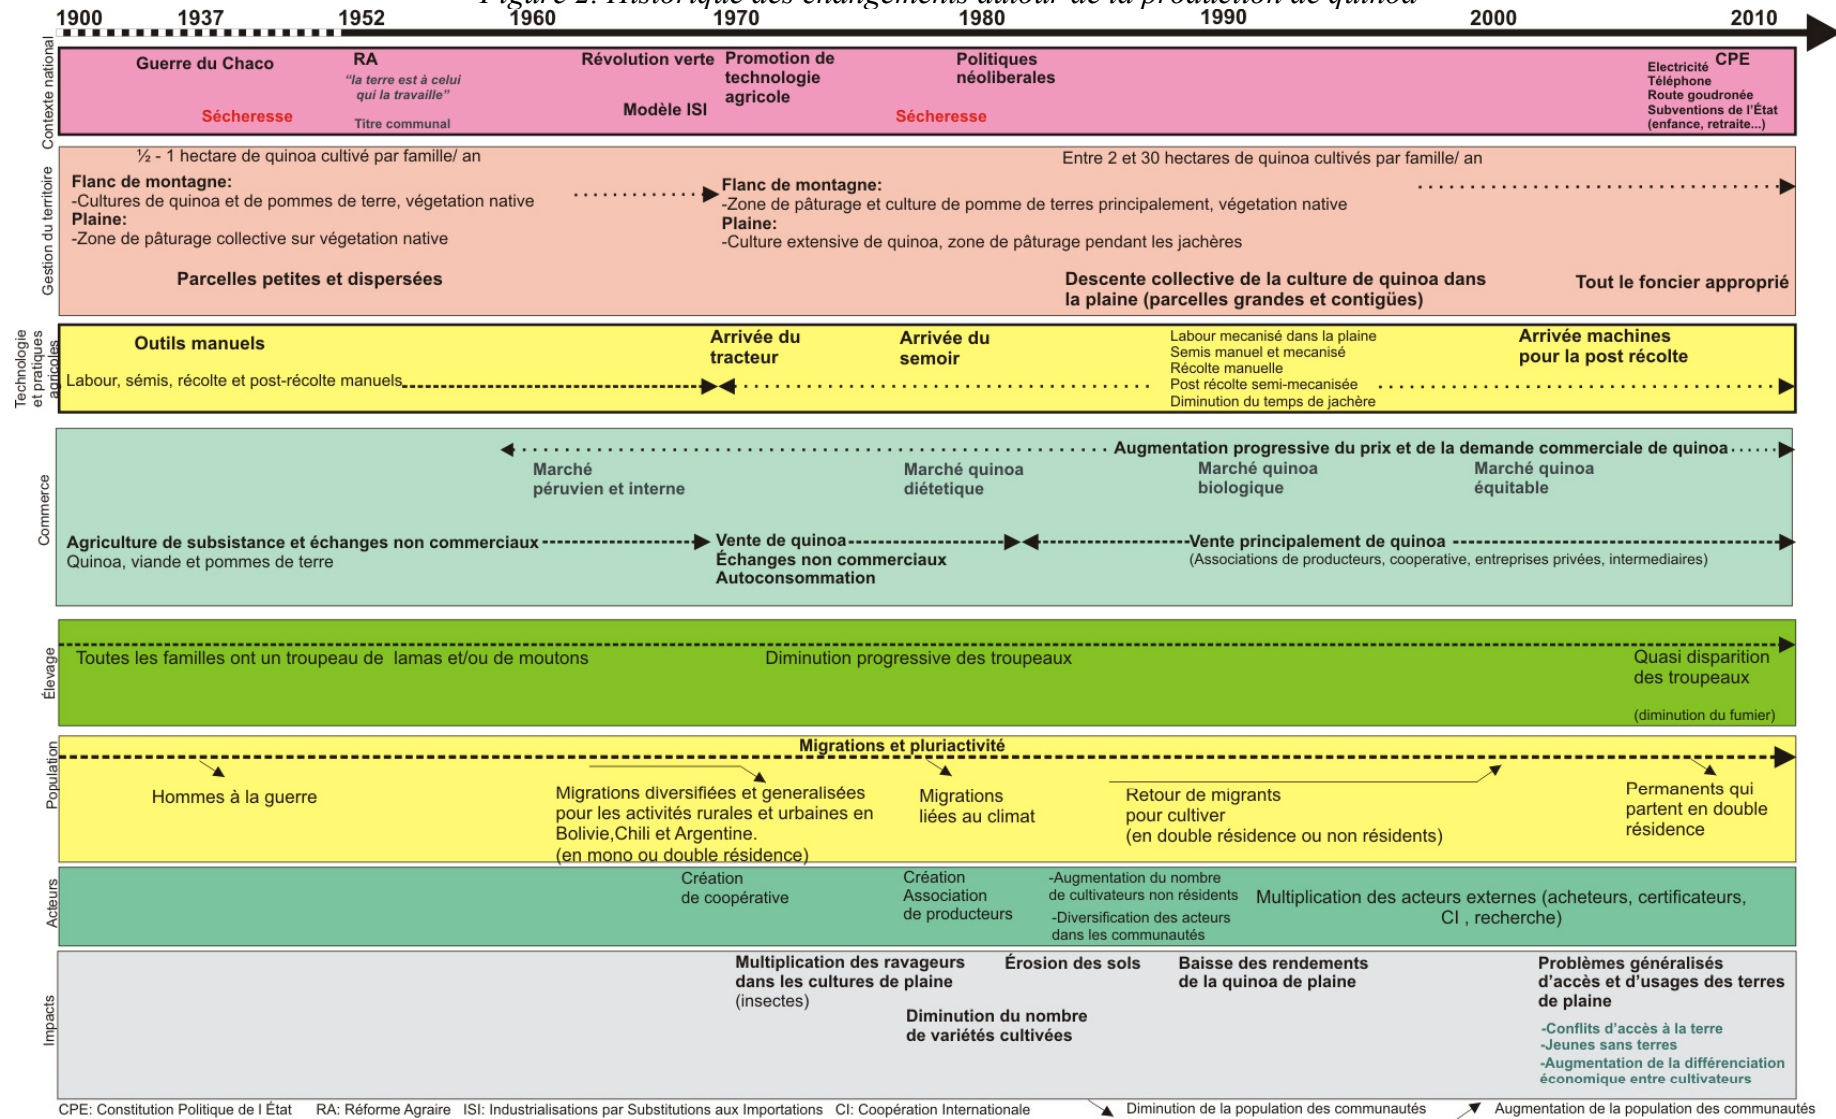 Figure 2: Historique des changements autour de la production de quinoa
1900 1937 1952 1960 1970 1980 1990 2000 2010
Contexte national
Guerre du Chaco
Sécheresse
RA
“la terre est à celui
qui la travaille”
Titre communal
Révolution verte
Modèle ISI
Promotion de
technologie
agricole
Politiques
néoliberales
Sécheresse
CPE
Electricité
Téléphone
Route goudronée
Subventions de l’État
(enfance, retraite...)
Gestion du territoire
½ - 1 hectare de quinoa cultivé par famille/ an
Flanc de montagne:
-Cultures de quinoa et de pommes de terre, végetation native
Plaine:
-Zone de pâturage collective sur végetation native
Parcelles petites et dispersées
Entre 2 et 30 hectares de quinoa cultivés par famille/ an
Flanc de montagne:
-Zone de pâturage et culture de pomme de terres principalement, végetation native
Plaine:
-Culture extensive de quinoa, zone de pâturage pendant les jachères
Descente collective de la culture de quinoa dans
la plaine (parcelles grandes et contigües)
Tout le foncier approprié
Technologie
et pratiques
agricoles
Outils manuels
Labour, sémis, récolte et post-récolte manuels
Arrivée du
tracteur
Arrivée du
semoir
Labour mecanisé dans la plaine
Semis manuel et mecanisé
Récolte manuelle
Post récolte semi-mecanisée
Diminution du temps de jachère
Arrivée machines
pour la post récolte
Commerce
Augmentation progressive du prix et de la demande commerciale de quinoa
Marché
péruvien et interne
Marché quinoa
diétetique
Marché quinoa
biologique
Marché quinoa
équitable
Agriculture de subsistance et échanges non commerciaux
Quinoa, viande et pommes de terre
Vente de quinoa
Échanges non commerciaux
Autoconsommation
Vente principalement de quinoa
(Associations de producteurs, cooperative, entreprises privées, intermediaires)
Élevage
Toutes les familles ont un troupeau de lamas et/ou de moutons
Diminution progressive des troupeaux
Quasi disparition
des troupeaux
(diminution du fumier)
Population
Migrations et pluriactivité
Hommes à la guerre
Migrations diversifiées et generalisées
pour les activités rurales et urbaines en
Bolivie,Chili et Argentine.
(en mono ou double résidence)
Migrations
liées au climat
Retour de migrants
pour cultiver
(en double résidence ou non résidents)
Permanents qui
partent en double
résidence
Acteurs
Création
de coopérative
Création
Association
de producteurs
-Augmentation du nombre
de cultivateurs non résidents
-Diversification des acteurs
dans les communautés
Multiplication des acteurs externes (acheteurs, certificateurs,
CI , recherche)
Impacts
Multiplication des ravageurs
dans les cultures de plaine
(insectes)
Érosion des sols
Diminution du nombre
de variétés cultivées
Baisse des rendements
de la quinoa de plaine
Problèmes généralisés
d’accès et d’usages des terres
de plaine
-Conflits d’accès à la terre
-Jeunes sans terres
-Augmentation de la différenciation
économique entre cultivateurs
CPE: Constitution Politique de l État RA: Réforme Agraire ISI: Industrialisations par Substitutions aux Importations CI: Coopération Internationale Diminution de la population des communautés Augmentation de la population des communautés